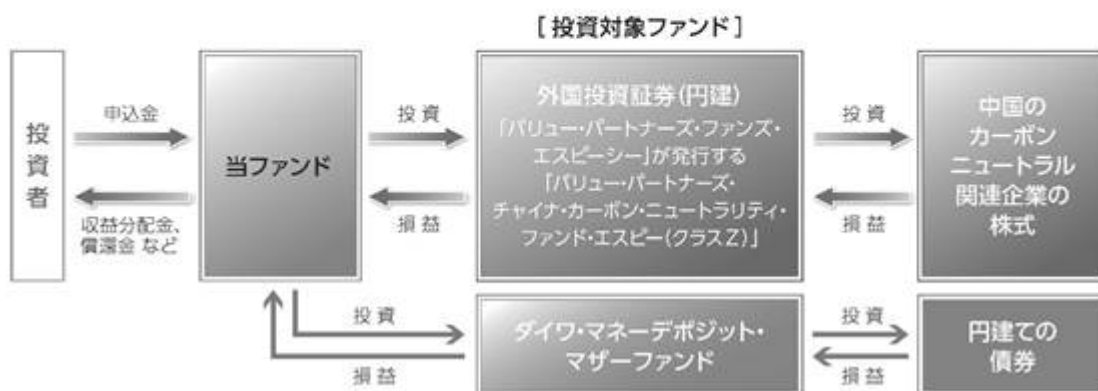 [投資対象ファンド]
投資者
申込金
収益分配金、
償還金 など
当ファンド
投 資
損 益
外国投資証券(円建)
「バリュー・パートナーズ・ファンズ・
エスピーシー」が発行する
「バリュー・パートナーズ・
チャイナ・カーボン・ニュートラリティ・
ファンド・エスピー(クラスZ)」
投 資
損 益
中国の
カーボン
ニュートラル
関連企業の
株式
投 資
損 益
ダイワ・マネーデポジット・
マザーファンド
投 資
損 益
円建ての
債券